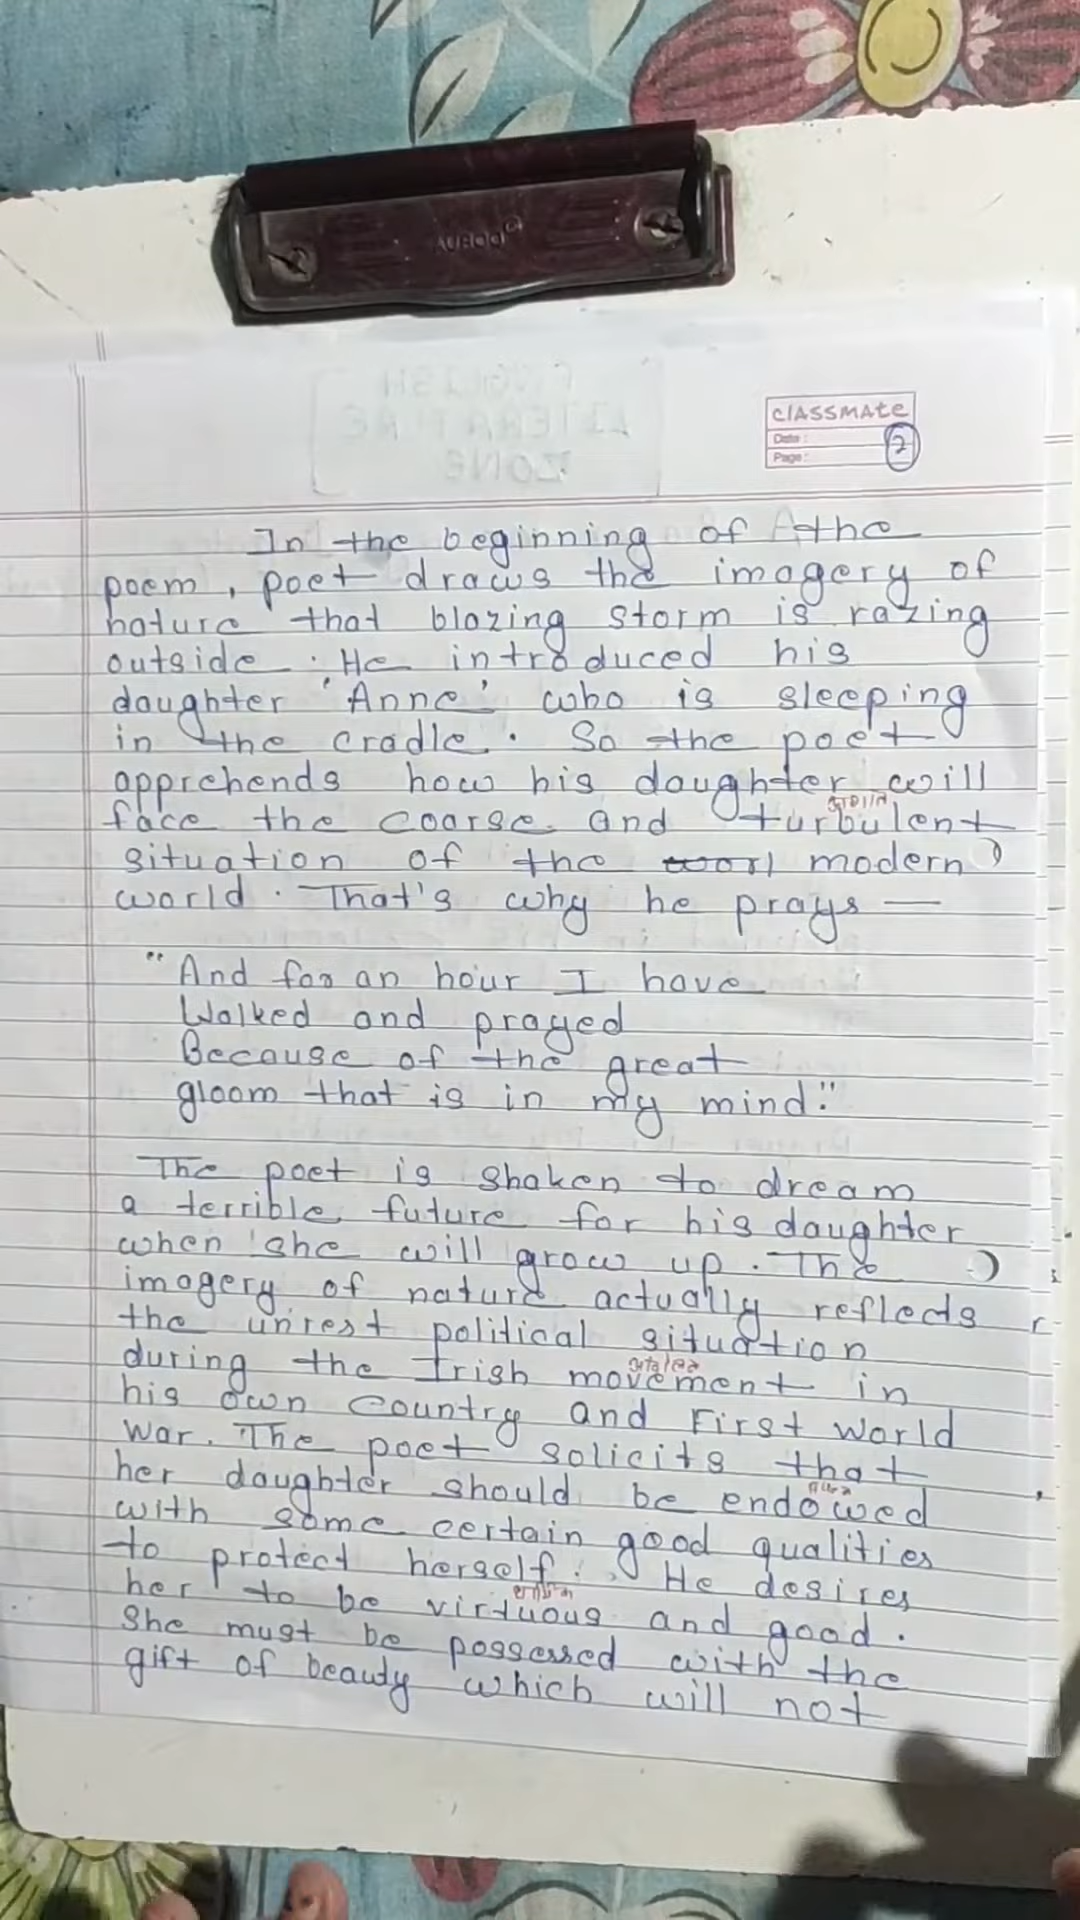 AUROO
CLASSMATE
Date :
Page :
2
In the beginning of the
poem, poet draws the imagery of
nature that blazing storm is razing
outside. He introduced his
daughter 'Anne' who is sleeping
in the cradle. So the poet
apprehends how his daughter will
face the coarse and turbulent
situation of the worl modern
world. That's why he prays —
"And for an hour I have
Walked and prayed
Because of the great
gloom that is in my mind."
The poet is shaken to dream
a terrible future for his daughter
when she will grow up. The
imagery of nature actually reflects
the unrest political situation
during the Irish movement in
his own country and First World
War. The poet solicits that
her daughter should be endowed
with some certain good qualities
to protect herself. He desires
her to be virtuous and good.
She must be possessed with the
gift of beauty which will not